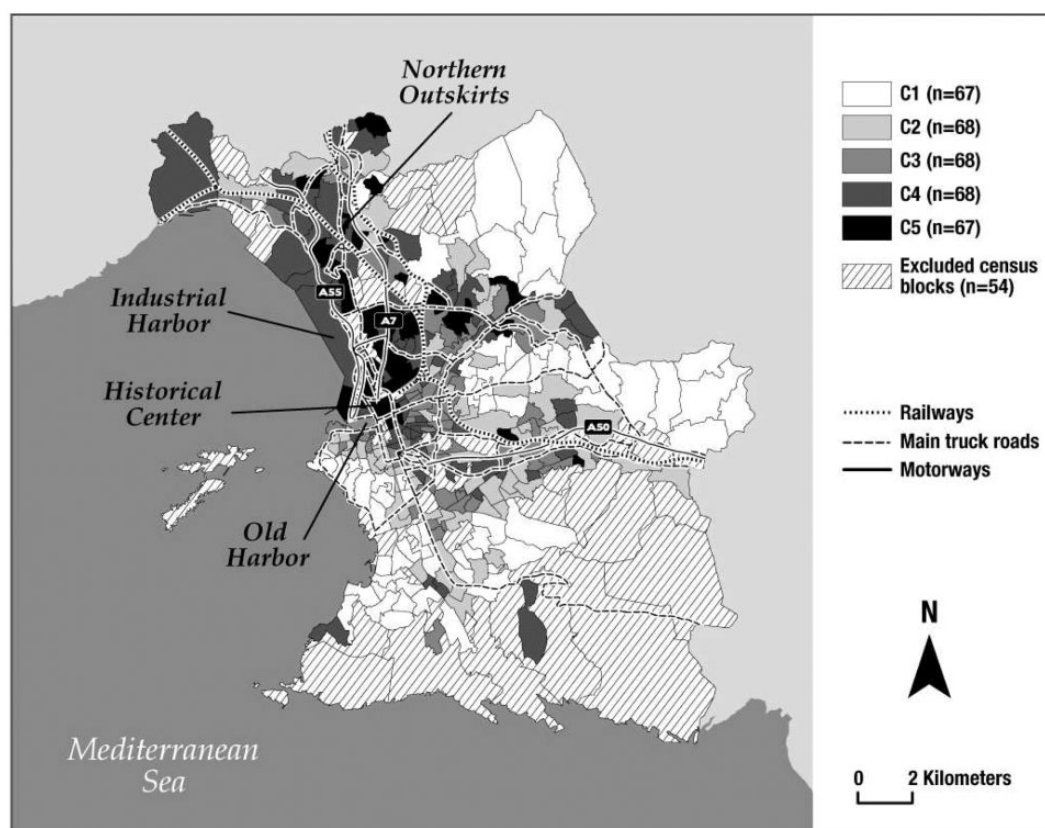 Northern
Outskirts
Industrial
Harbor
Historical
Center
Old
Harbor
Mediterranean
Sea
A55
A7
A50
C1 (n=67)
C2 (n=68)
C3 (n=68)
C4 (n=68)
C5 (n=67)
Excluded census
blocks (n=54)
Railways
Main truck roads
Motorways
N
0 2 Kilometers